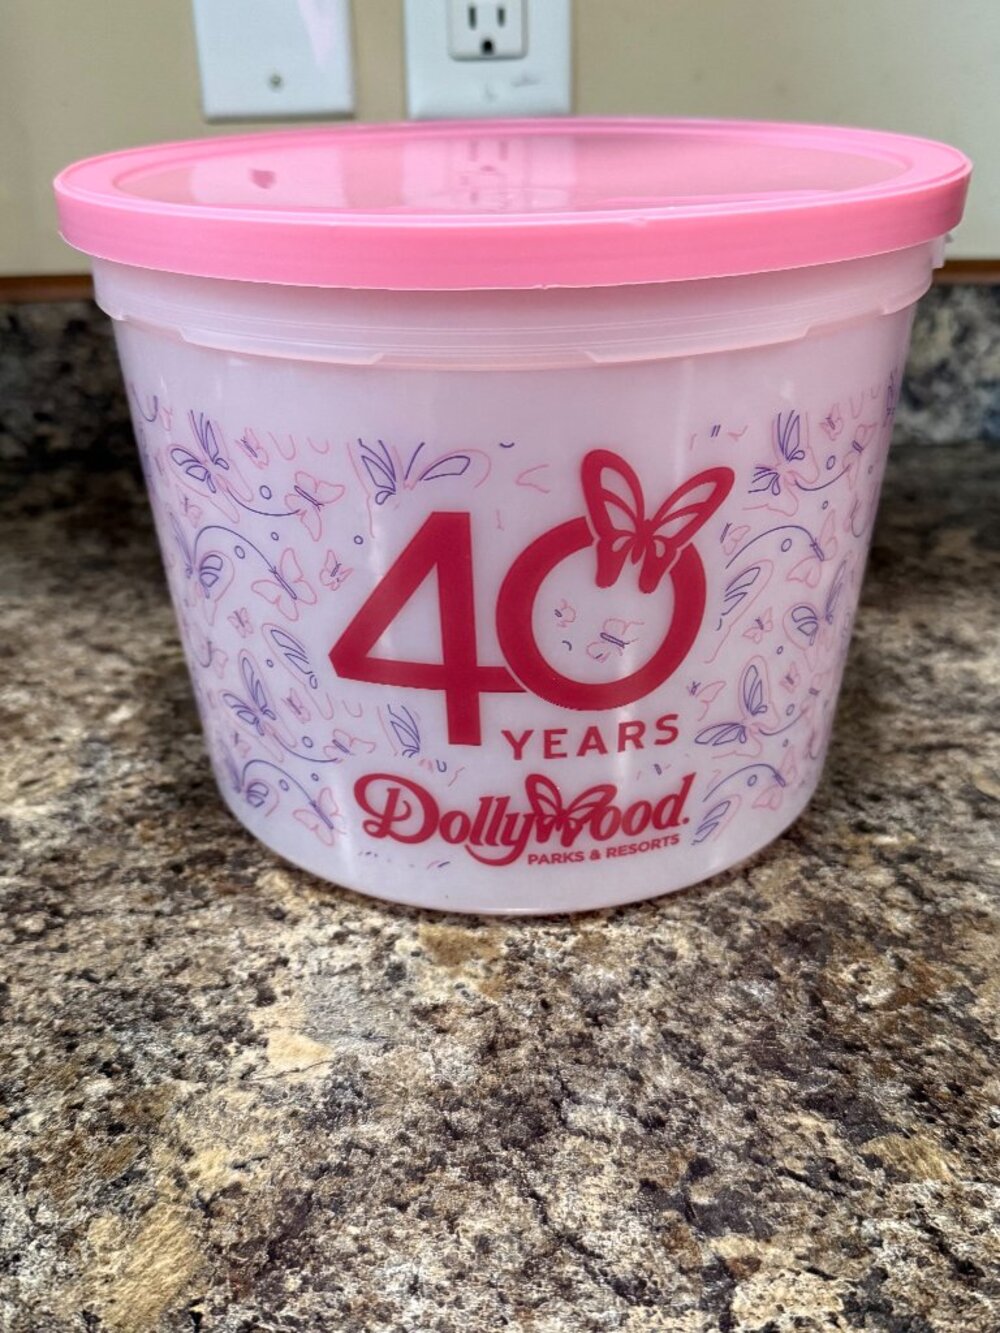 40
YEARS
Dollywood.
PARKS & RESORTS